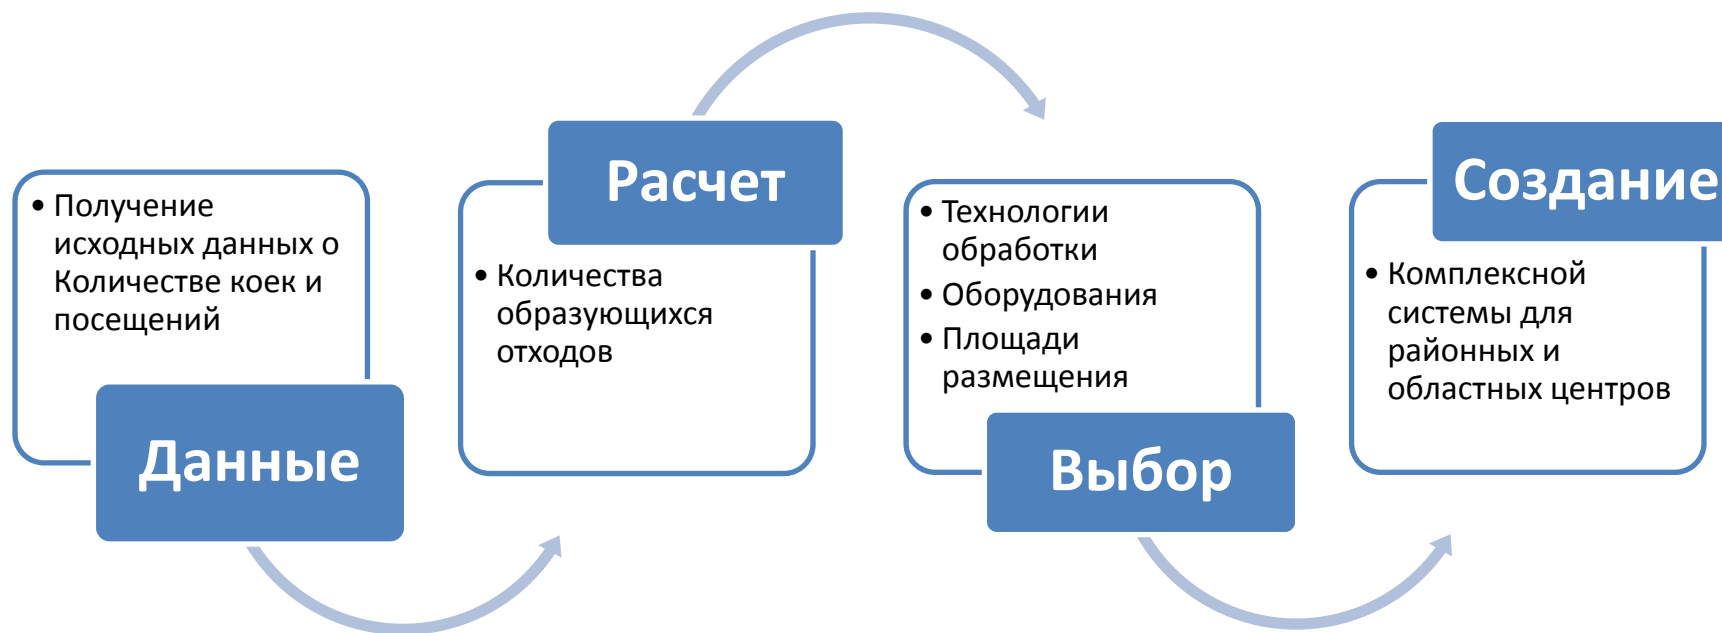 • Получение
исходных данных о
Количестве коек и
посещений
Данные
Расчет
• Количества
образующихся
отходов
• Технологии
обработки
• Оборудования
• Площади
размещения
Выбор
Создание
• Комплексной
системы для
районных и
областных центров